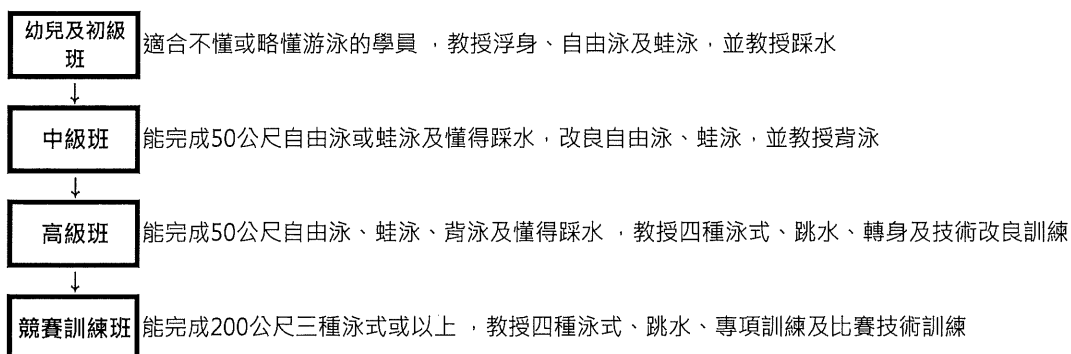 幼兒及初級
班
適合不懂或略懂游泳的學員，教授浮身、自由泳及蛙泳，並教授踩水
↓
中級班
能完成50公尺自由泳或蛙泳及懂得踩水，改良自由泳、蛙泳，並教授背泳
↓
高級班
能完成50公尺自由泳、蛙泳、背泳及懂得踩水，教授四種泳式、跳水、轉身及技術改良訓練
↓
競賽訓練班
能完成200公尺三種泳式或以上，教授四種泳式、跳水、專項訓練及比賽技術訓練